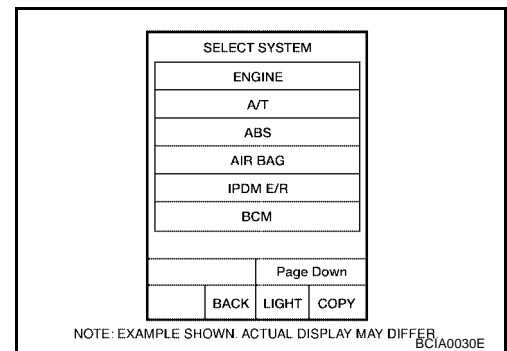 SELECT SYSTEM
ENGINE
A/T
ABS
AIR BAG
IPDM E/R
BCM
Page Down
BACK LIGHT COPY
NOTE: EXAMPLE SHOWN. ACTUAL DISPLAY MAY DIFFER.
BCIA0030E